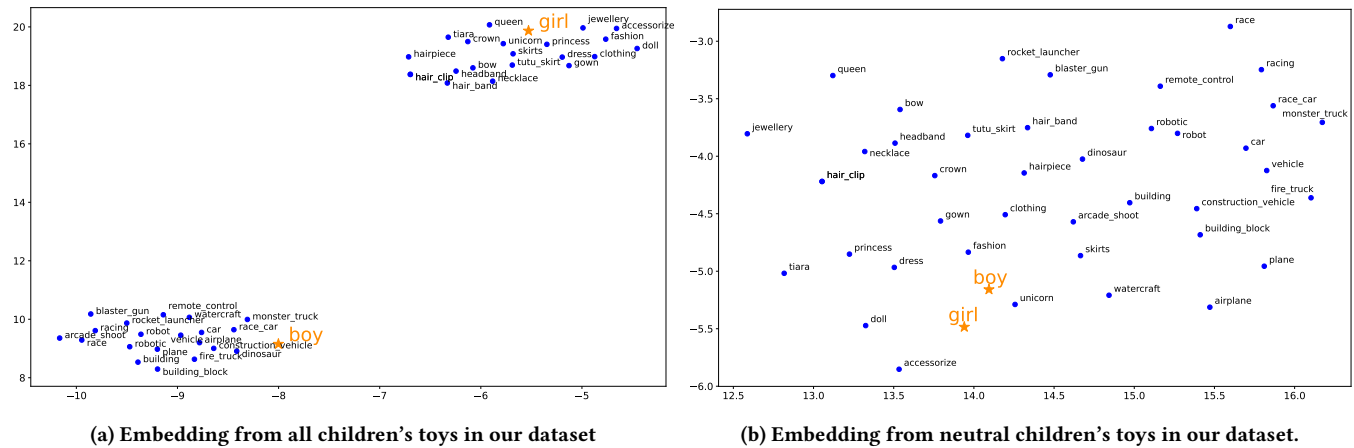 20
18
16
14
12
10
8
−10
−9
−8
−7
−6
−5
queen
girl
jewellery
tiara
accessorize
crown
unicorn
princess
fashion
hairpiece
skirts
doll
bow
tutu_skirt
dress
clothing
hair_clip
headband
gown
hair_band
necklace
blaster_gun
remote_control
racing
rocket_launcher
watercraft
monster_truck
arcade_shoot
robot
car
race_car
boy
race
vehicle
airplane
robotic
construction_vehicle
plane
building
fire_truck
dinosaur
building_block
(a) Embedding from all children's toys in our dataset
−3.0
−3.5
−4.0
−4.5
−5.0
−5.5
−6.0
12.5
13.0
13.5
14.0
14.5
15.0
15.5
16.0
race
rocket_launcher
queen
blaster_gun
racing
remote_control
bow
race_car
monster_truck
jewellery
tutu_skirt
hair_band
robotic
robot
headband
necklace
car
dinosaur
hair_clip
crown
hairpiece
vehicle
building
fire_truck
construction_vehicle
gown
clothing
arcade_shoot
building_block
princess
fashion
skirts
tiara
dress
plane
boy
watercraft
unicorn
airplane
girl
doll
accessorize
(b) Embedding from neutral children's toys in our dataset.